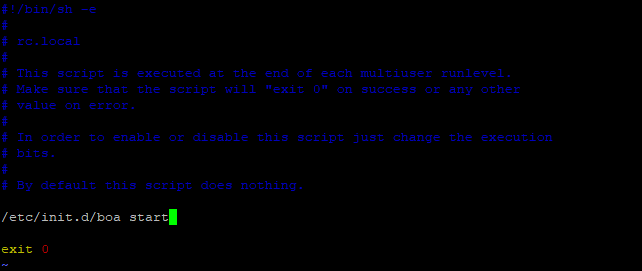 #!/bin/sh -e
#
# rc.local
#
# This script is executed at the end of each multiuser runlevel.
# Make sure that the script will "exit 0" on success or any other
# value on error.
#
# In order to enable or disable this script just change the execution
# bits.
#
# By default this script does nothing.
/etc/init.d/boa start
exit 0
~